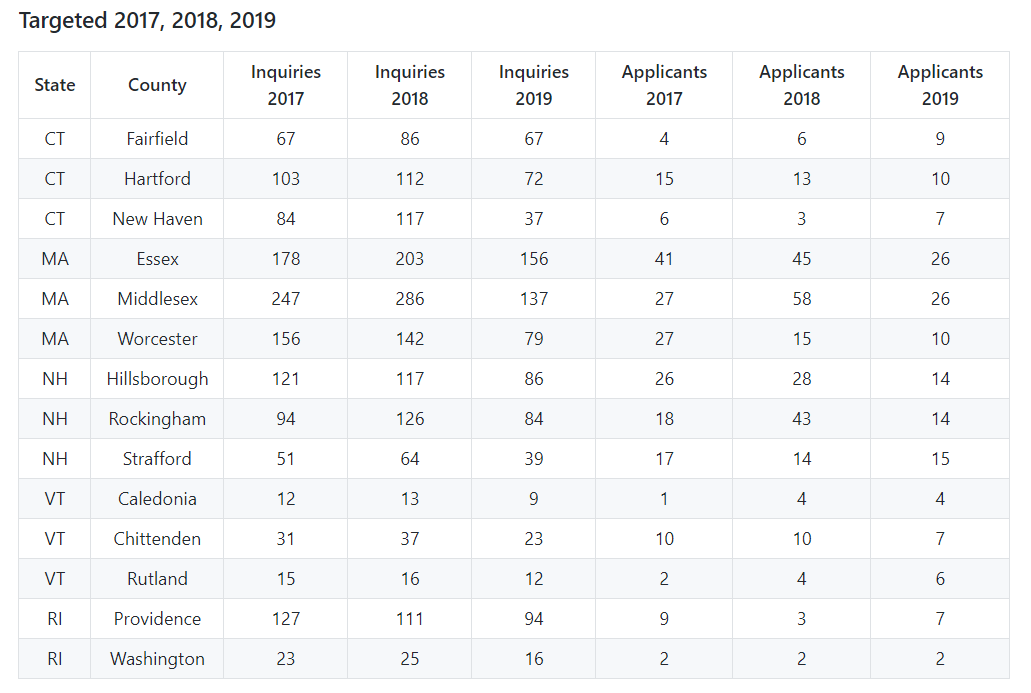 Targeted 2017, 2018, 2019
State County Inquiries 2017 Inquiries 2018 Inquiries 2019 Applicants 2017 Applicants 2018 Applicants 2019
CT Fairfield 67 86 67 4 6 9
CT Hartford 103 112 72 15 13 10
CT New Haven 84 117 37 6 3 7
MA Essex 178 203 156 41 45 26
MA Middlesex 247 286 137 27 58 26
MA Worcester 156 142 79 27 15 10
NH Hillsborough 121 117 86 26 28 14
NH Rockingham 94 126 84 18 43 14
NH Strafford 51 64 39 17 14 15
VT Caledonia 12 13 9 1 4 4
VT Chittenden 31 37 23 10 10 7
VT Rutland 15 16 12 2 4 6
RI Providence 127 111 94 9 3 7
RI Washington 23 25 16 2 2 2